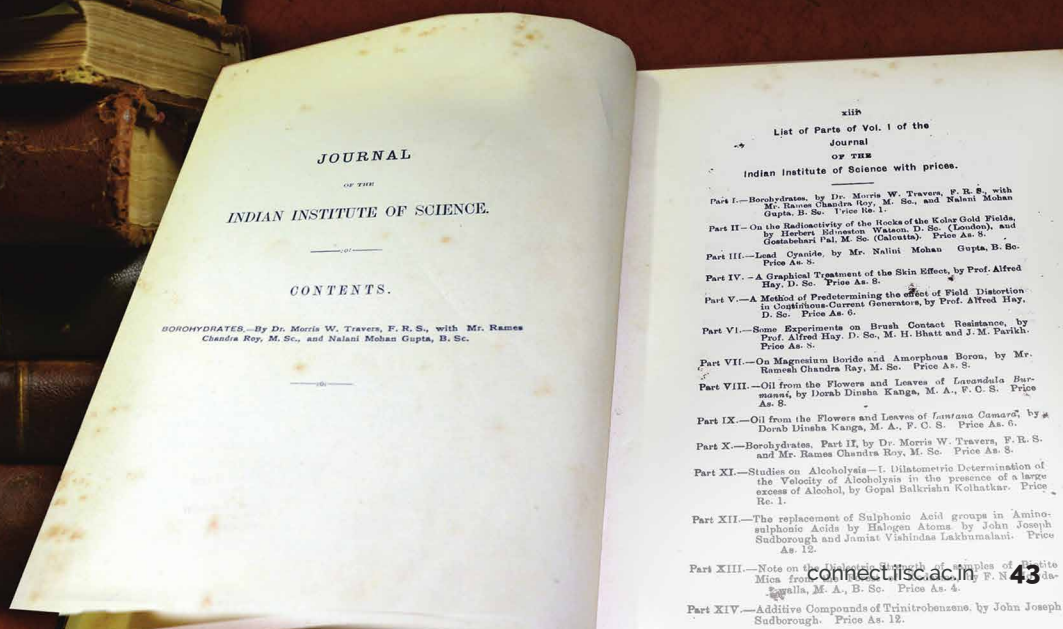 JOURNAL
OF THE
INDIAN INSTITUTE OF SCIENCE.
CONTENTS.
BOROHYDRATES.—By Dr. Morris W. Travers, F. R. S., with Mr. Rames
Chandra Roy, M. Sc., and Nalani Mohan Gupta, B. Sc.
xiii
List of Parts of Vol. I of the
Journal
OF THE
Indian Institute of Science with prices.
Part I.—Borohydrates, by Dr. Morris W. Travers, F. R. S., with
Mr. Rames Chandra Roy, M. Sc., and Nalani Mohan
Gupta, B. Sc. Price Re. 1.
Part II—On the Radioactivity of the Rocks of the Kolar Gold Fields,
by Herbert Edmeston Watson, D. Sc. (London), and
Gostabehari Pal, M. Sc. (Calcutta). Price As. 8.
Part III.—Lead Cyanide, by Mr. Nalini Mohan Gupta, B. Sc.
Price As. 8.
Part IV.—A Graphical Treatment of the Skin Effect, by Prof. Alfred
Hay, D. Sc. Price As. 8.
Part V.—A Method of Predetermining the effect of Field Distortion
in Continuous-Current Generators, by Prof. Alfred Hay,
D. Sc. Price As. 6.
Part VI.—Some Experiments on Brush Contact Resistance, by
Prof. Alfred Hay, D. Sc., M. H. Bhatt and J. M. Parikh.
Price As. 8.
Part VII.—On Magnesium Boride and Amorphous Boron, by Mr.
Ramesh Chandra Ray, M. Sc. Price As. 8.
Part VIII.—Oil from the Flowers and Leaves of Lavandula Bur-
manni, by Dorab Dinsha Kanga, M. A., F. C. S. Price
As. 8.
Part IX.—Oil from the Flowers and Leaves of Lantana Camara, by
Dorab Dinsha Kanga, M. A., F. C. S. Price As. 6.
Part X.—Borohydrates, Part II, by Dr. Morris W. Travers, F. R. S.
and Mr. Rames Chandra Roy, M. Sc. Price As. 8.
Part XI.—Studies on Alcoholysis—I. Dilatometric Determination of
the Velocity of Alcoholysis in the presence of a large
excess of Alcohol, by Gopal Balkrishn Kolhatkar. Price
Re. 1.
Part XII.—The replacement of Sulphonic Acid groups in Amino-
sulphonic Acids by Halogen Atoms by John Joseph
Sudborough and Jamiat Vishindas Lakhumalani. Price
As. 12.
Part XIII.—Note on the Dielectric Strength of samples of Biotite
Mica from by F. N.
M. A., B. Sc. Price As. 4.
connect.iisc.ac.in 43
Part XIV.—Additive Compounds of Trinitrobenzene, by John Joseph
Sudborough. Price As. 12.